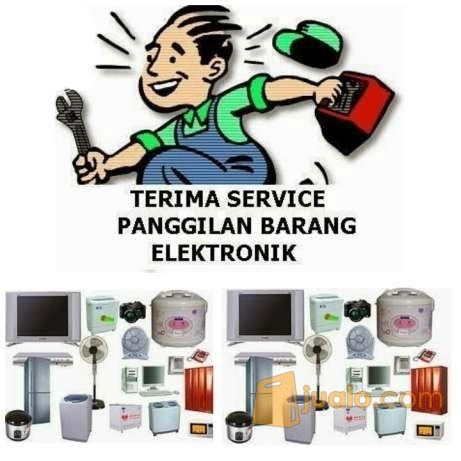 TERIMA SERVICE
PANGGILAN BARANG
ELEKTRONIK
jualo.com